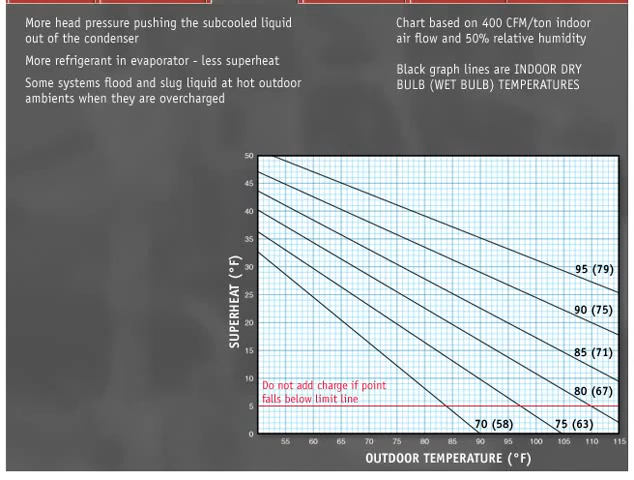 More head pressure pushing the subcooled liquid
out of the condenser
More refrigerant in evaporator - less superheat
Some systems flood and slug liquid at hot outdoor
ambients when they are overcharged
Chart based on 400 CFM/ton indoor
air flow and 50% relative humidity
Black graph lines are INDOOR DRY
BULB (WET BULB) TEMPERATURES
SUPERHEAT (°F)
50
45
40
35
30
25
20
15
10
5
0
95 (79)
90 (75)
85 (71)
80 (67)
75 (63)
70 (58)
Do not add charge if point
falls below limit line
55 60 65 70 75 80 85 90 95 100 105 110 115
OUTDOOR TEMPERATURE (°F)